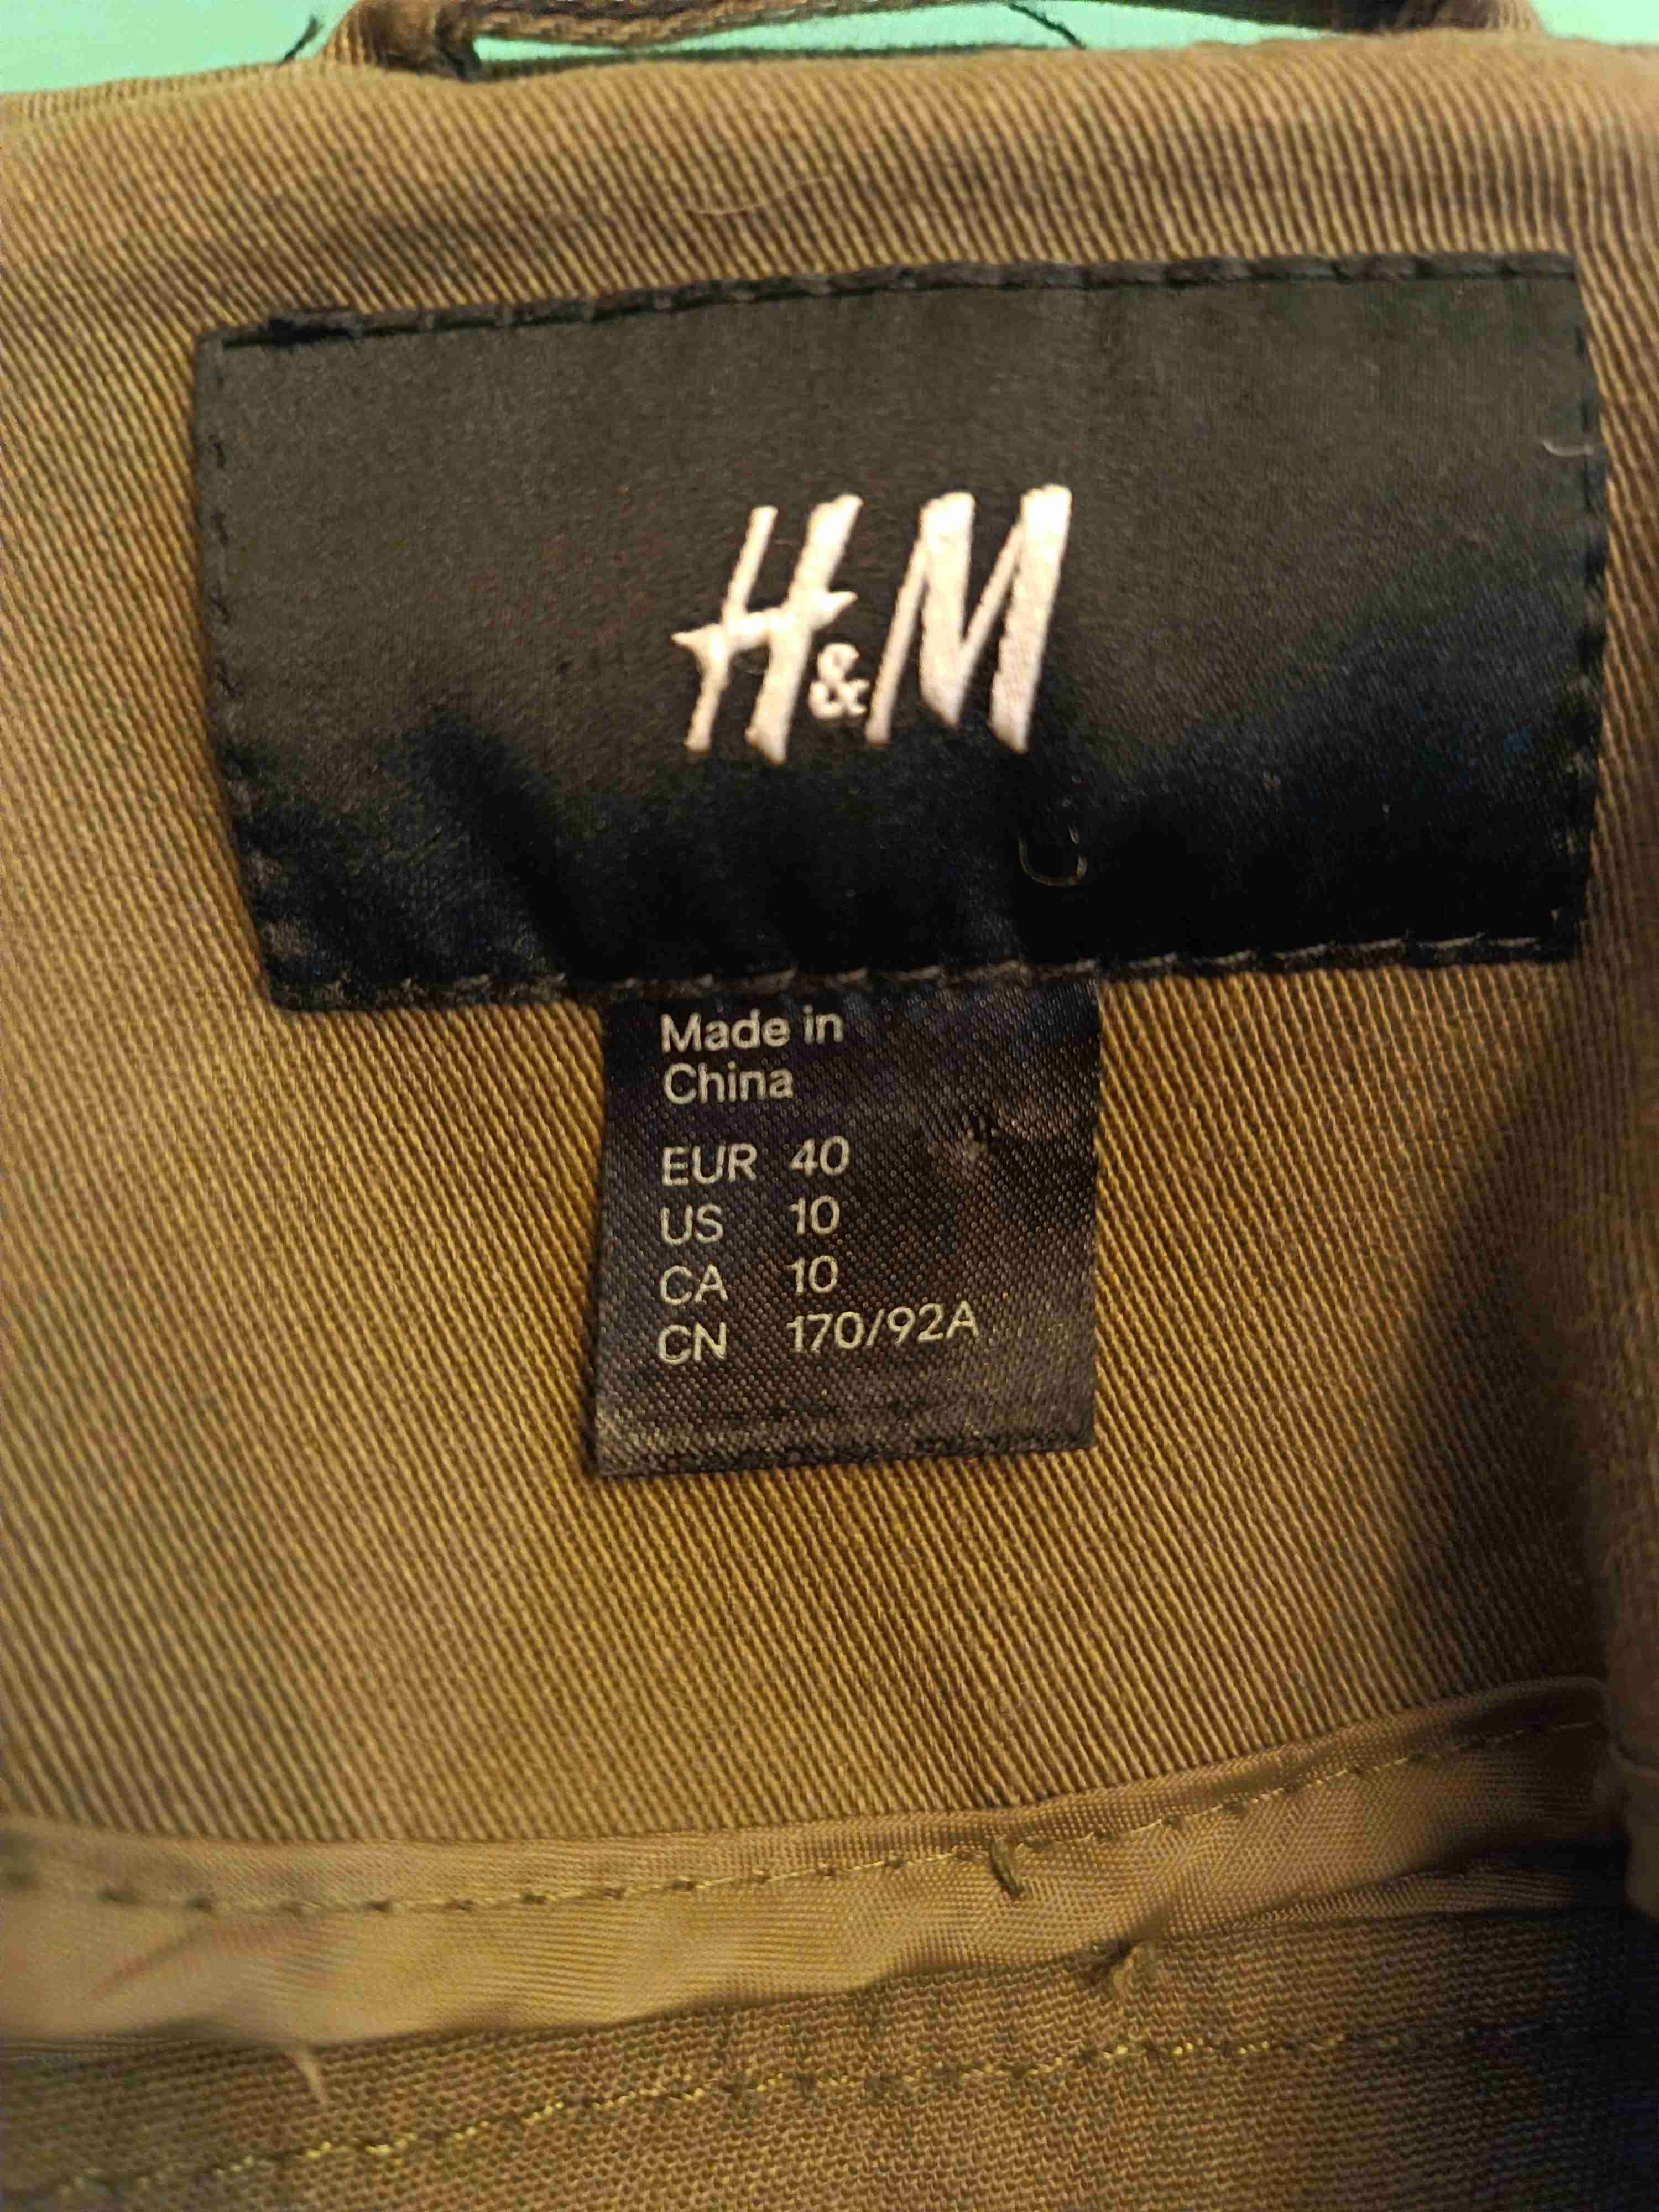 H&M
Made in
China
EUR 40
US 10
CA 10
CN 170/92A